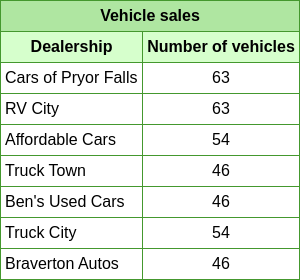 Vehicle sales
Dealership Number of vehicles
Cars of Pryor Falls 63
RV City 63
Affordable Cars 54
Truck Town 46
Ben's Used Cars 46
Truck City 54
Braverton Autos 46